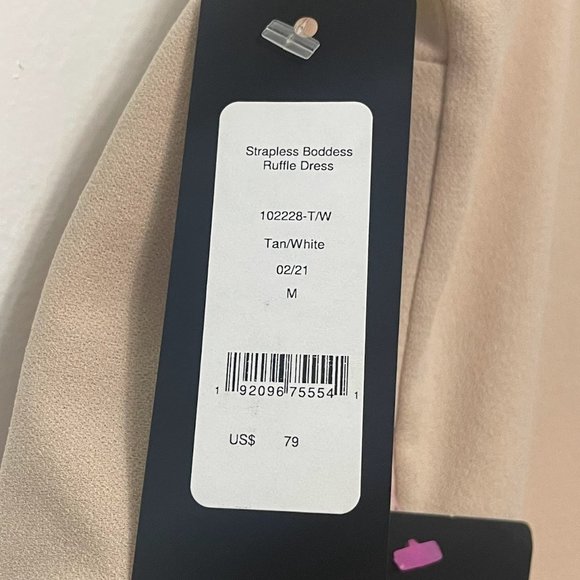 Strapless Boddess
Ruffle Dress
102228-T/W
Tan/White
02/21
M
1 92096 75554 1
US$ 79